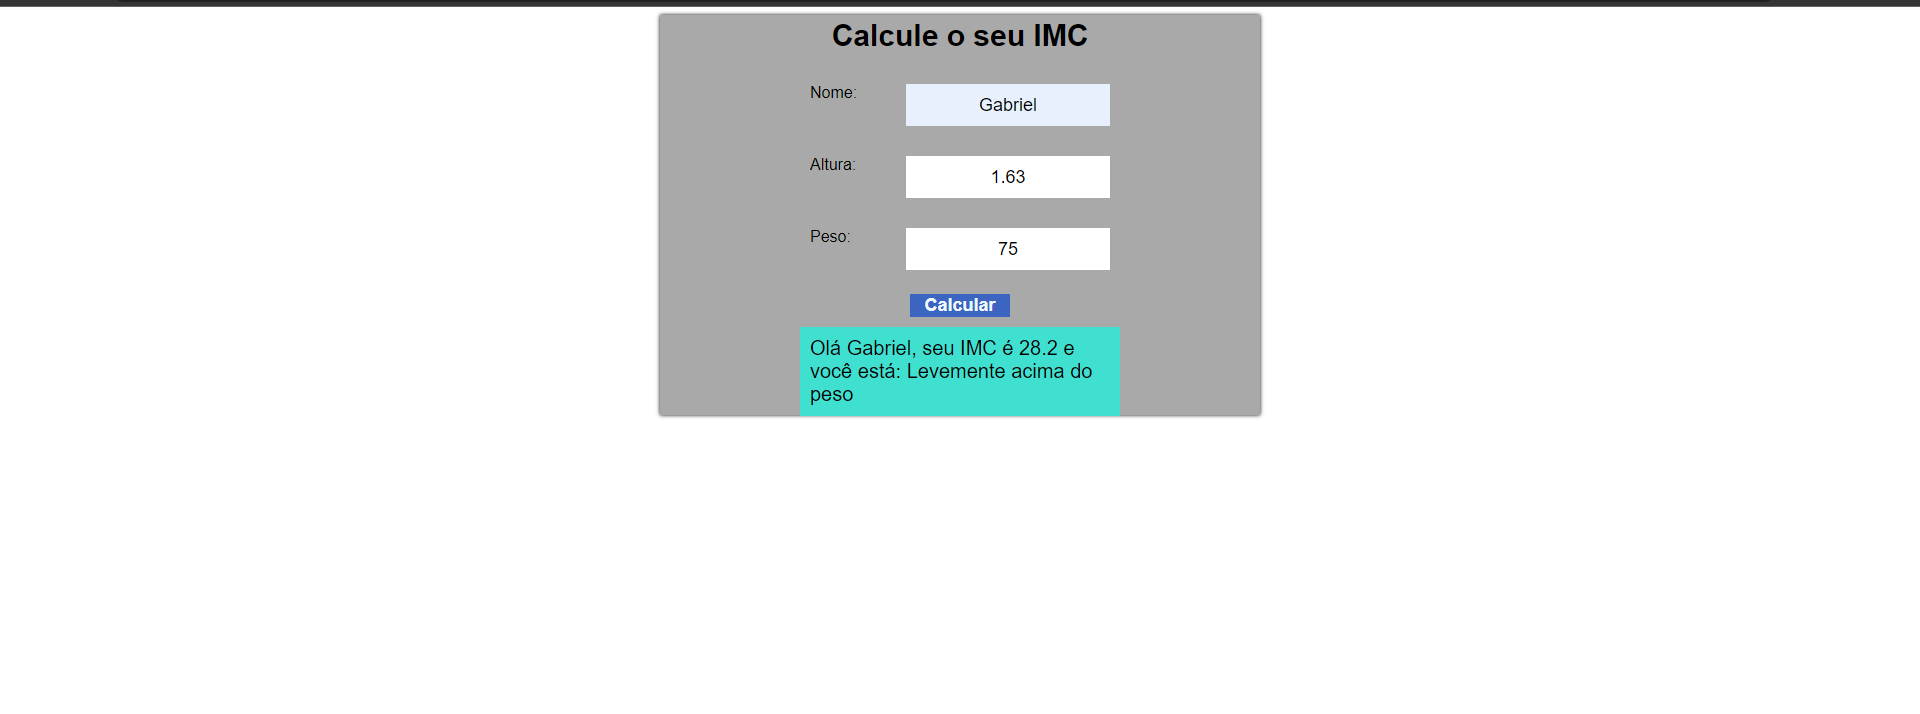 Calcule o seu IMC
Nome:
Gabriel
Altura:
1.63
Peso:
75
Calcular
Olá Gabriel, seu IMC é 28.2 e
você está: Levemente acima do
peso